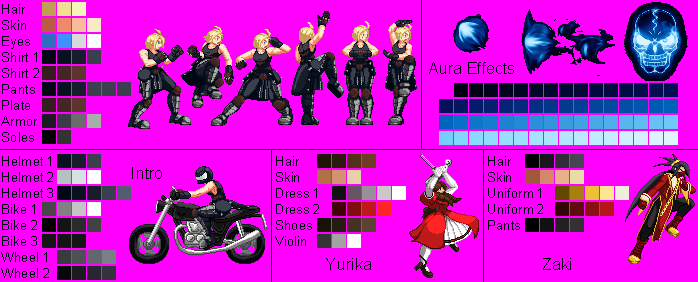 Hair
Skin
Eyes
Shirt 1
Shirt 2
Pants
Plate
Armor
Soles
Aura Effects
Helmet 1
Helmet 2
Helmet 3
Bike 1
Bike 2
Bike 3
Wheel 1
Wheel 2
Intro
Hair
Skin
Dress 1
Dress 2
Shoes
Violin
Yurika
Hair
Skin
Uniform 1
Uniform 2
Pants
Zaki